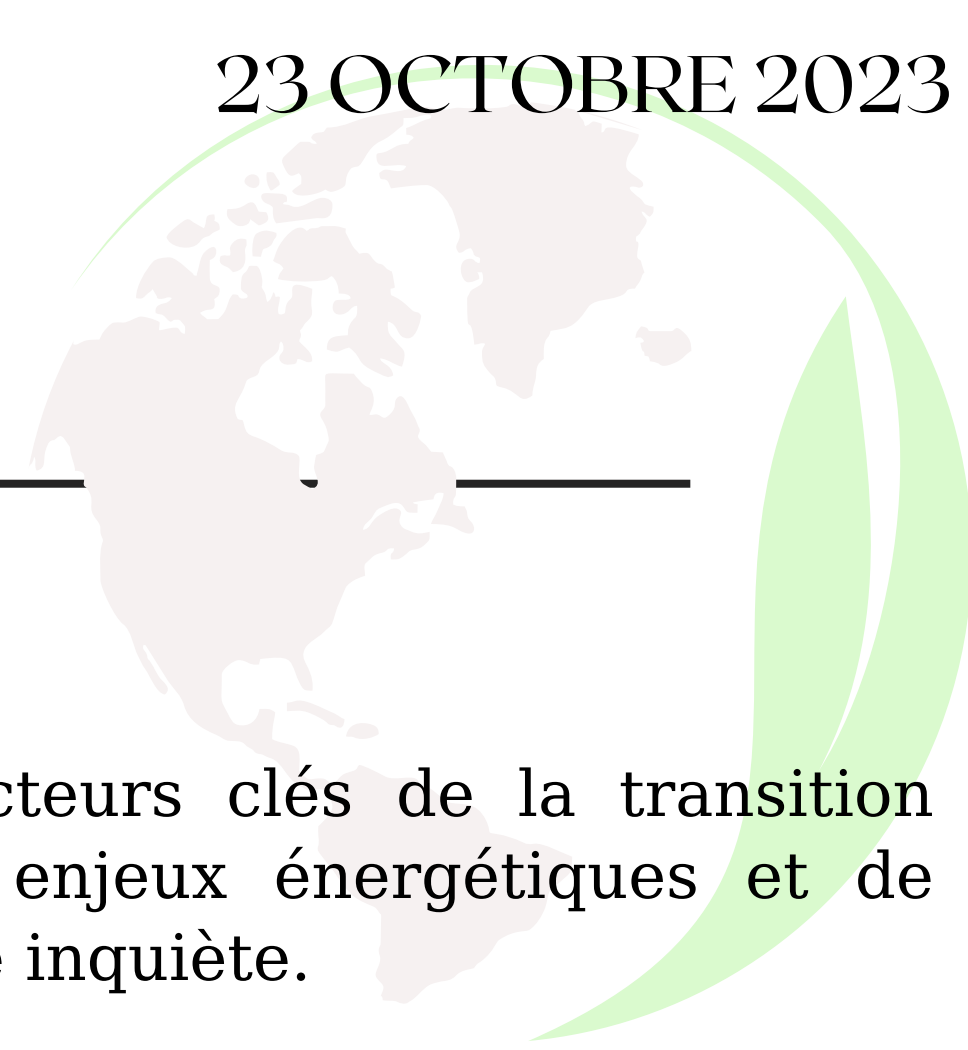 23 OCTOBRE 2023
cteurs clés de la transition
enjeux énergétiques et de
inquiète.